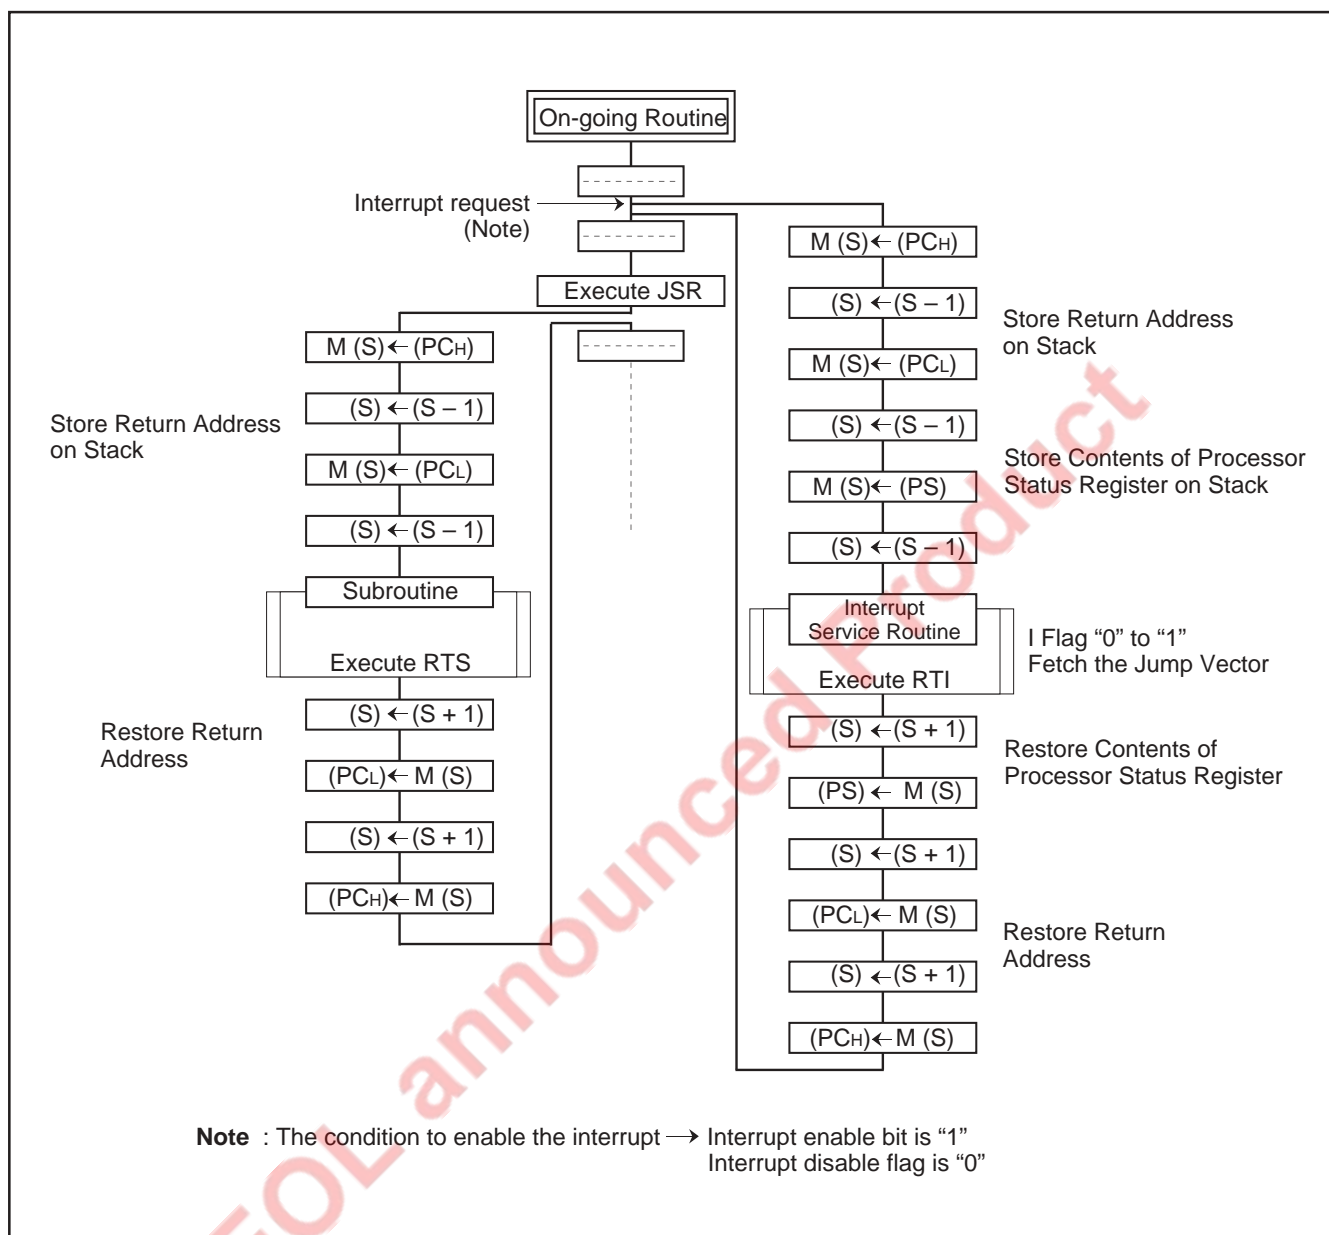 On-going Routine
Interrupt request
(Note)
Execute JSR
M (S) ← (PCH)
(S) ← (S – 1)
M (S) ← (PCL)
(S) ← (S – 1)
Store Return Address
on Stack
Subroutine
Execute RTS
(S) ← (S + 1)
(PCL) ← M (S)
(S) ← (S + 1)
(PCH) ← M (S)
Restore Return
Address
M (S) ← (PCH)
(S) ← (S – 1)
M (S) ← (PCL)
(S) ← (S – 1)
M (S) ← (PS)
(S) ← (S – 1)
Store Return Address
on Stack
Store Contents of Processor
Status Register on Stack
Interrupt
Service Routine
Execute RTI
I Flag “0” to “1”
Fetch the Jump Vector
(S) ← (S + 1)
(PS) ← M (S)
(S) ← (S + 1)
(PCL) ← M (S)
(S) ← (S + 1)
(PCH) ← M (S)
Restore Contents of
Processor Status Register
Restore Return
Address
Note : The condition to enable the interrupt → Interrupt enable bit is “1”
Interrupt disable flag is “0”
EOL announced Product